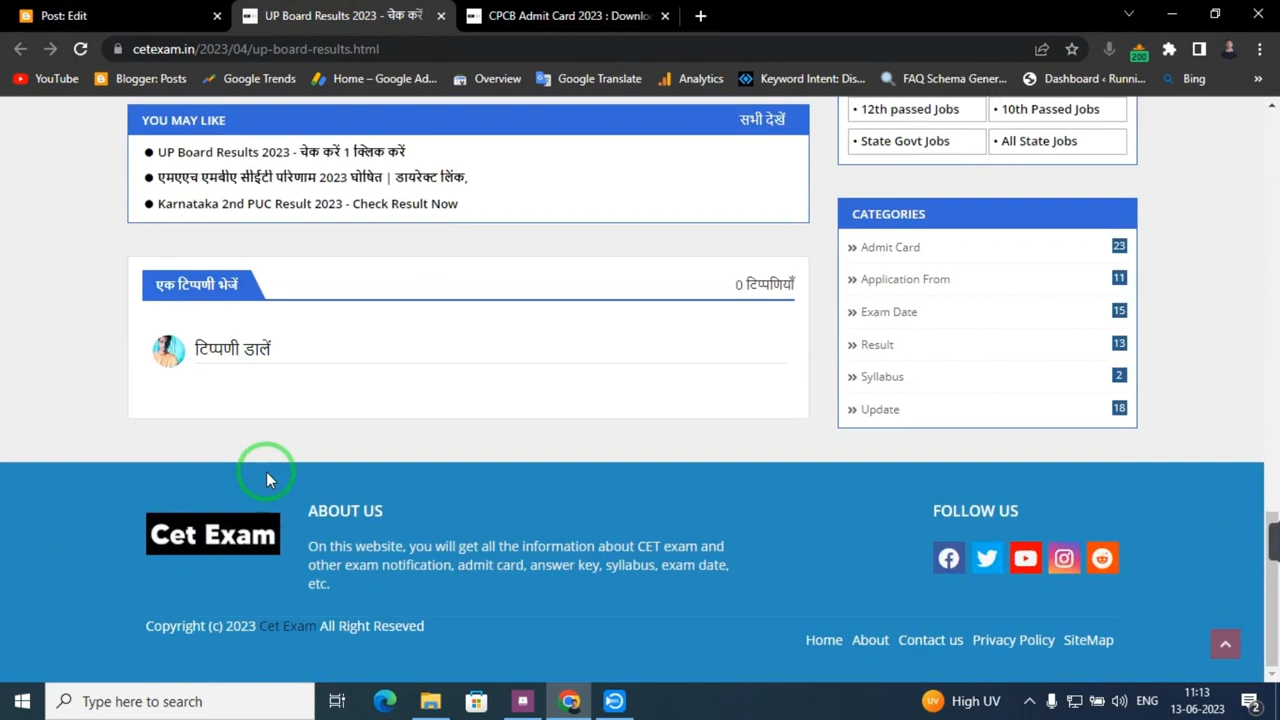 Post: Edit
UP Board Results 2023 - चेक करें
CPCB Admit Card 2023 : Downlo
cetexam.in/2023/04/up-board-results.html
200
YouTube
Blogger: Posts
Google Trends
Home – Google Ad...
Overview
Google Translate
Analytics
Keyword Intent: Dis...
FAQ Schema Gener...
Dashboard ‹ Runni...
Bing
YOU MAY LIKE
सभी देखें
● UP Board Results 2023 - चेक करें 1 क्लिक करें
● एमएएच एमबीए सीईटी परिणाम 2023 घोषित | डायरेक्ट लिंक,
● Karnataka 2nd PUC Result 2023 - Check Result Now
एक टिप्पणी भेजें
0 टिप्पणियाँ
टिप्पणी डालें
• 12th passed Jobs
• 10th Passed Jobs
• State Govt Jobs
• All State Jobs
CATEGORIES
Admit Card 23
Application From 11
Exam Date 15
Result 13
Syllabus 2
Update 18
Cet Exam
ABOUT US
On this website, you will get all the information about CET exam and
other exam notification, admit card, answer key, syllabus, exam date,
etc.
FOLLOW US
Copyright (c) 2023 Cet Exam All Right Reseved
Home About Contact us Privacy Policy SiteMap
Type here to search
UV
High UV
ENG
11:13
13-06-2023
2